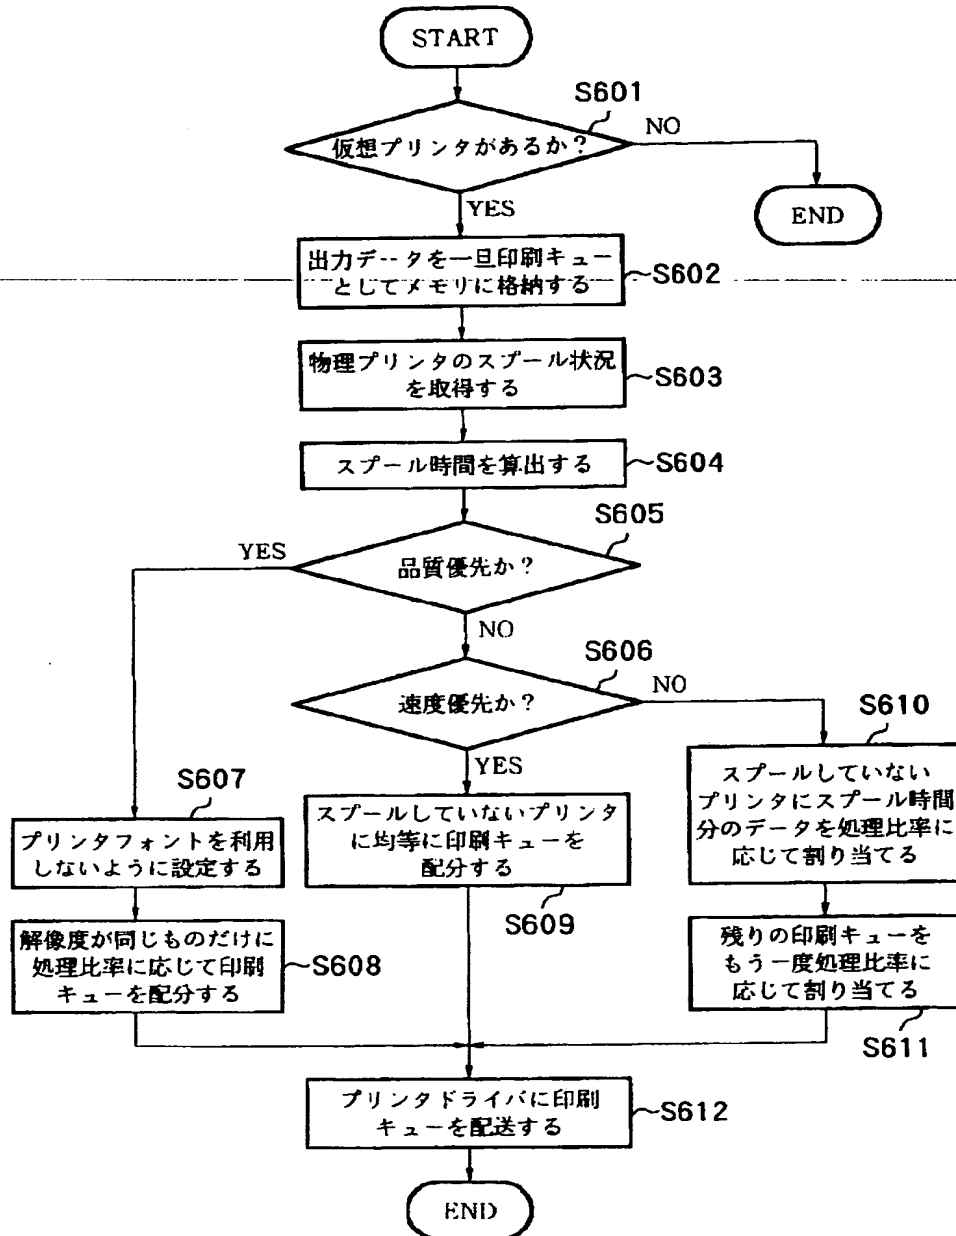 START
S601
仮想プリンタがあるか?
NO
END
YES
出力データを一旦印刷キュー
としてメモリに格納する
S602
物理プリンタのスプール状況
を取得する
S603
スプール時間を算出する
S604
S605
YES
品質優先か?
NO
S606
速度優先か?
NO
YES
S607
プリンタフォントを利用
しないように設定する
解像度が同じものだけに
処理比率に応じて印刷
キューを配分する
S608
スプールしていないプリンタ
に均等に印刷キューを
配分する
S609
S610
スプールしていない
プリンタにスプール時間
分のデータを処理比率に
応じて割り当てる
残りの印刷キューを
もう一度処理比率に
応じて割り当てる
S611
プリンタドライバに印刷
キューを配送する
S612
END